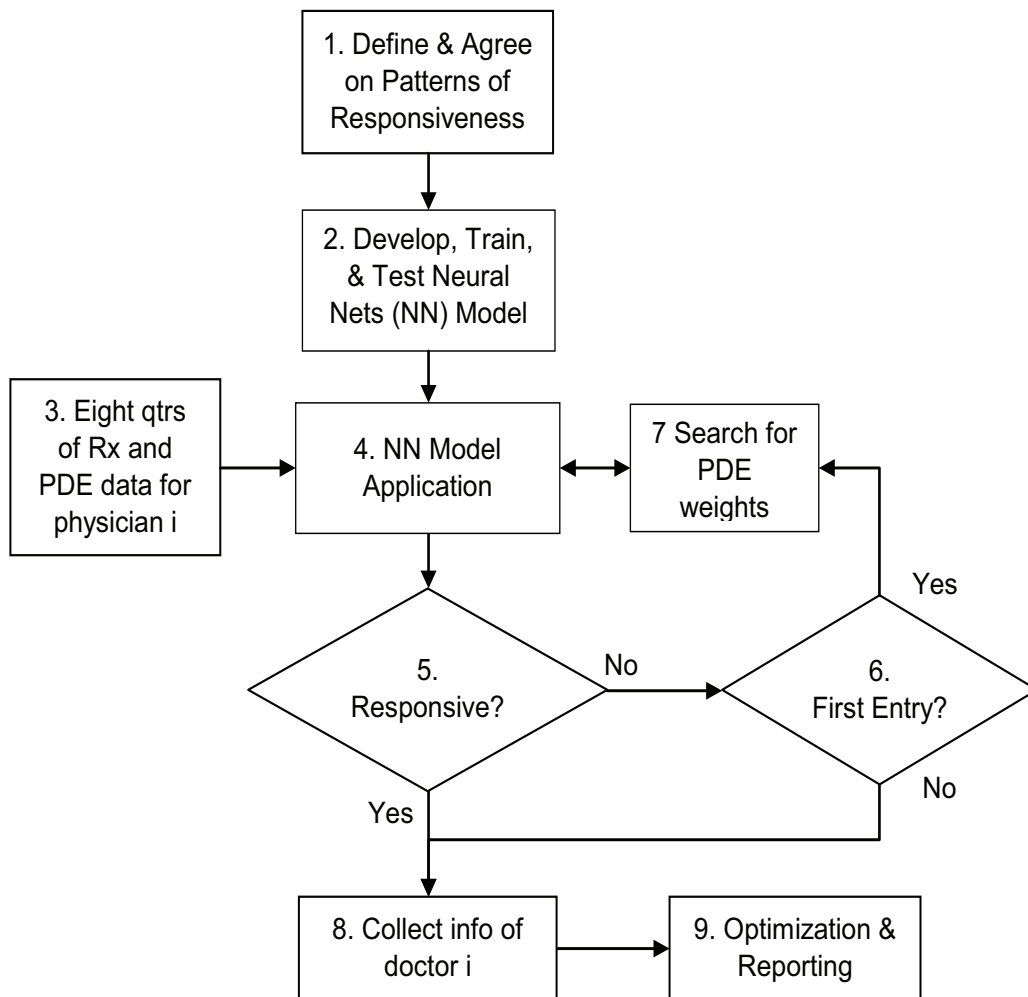 1. Define & Agree
on Patterns of
Responsiveness
2. Develop, Train,
& Test Neural
Nets (NN) Model
3. Eight qtrs
of Rx and
PDE data for
physician i
4. NN Model
Application
7 Search for
PDE
weights
Yes
5.
Responsive?
No
6.
First Entry?
Yes
No
8. Collect info of
doctor i
9. Optimization &
Reporting